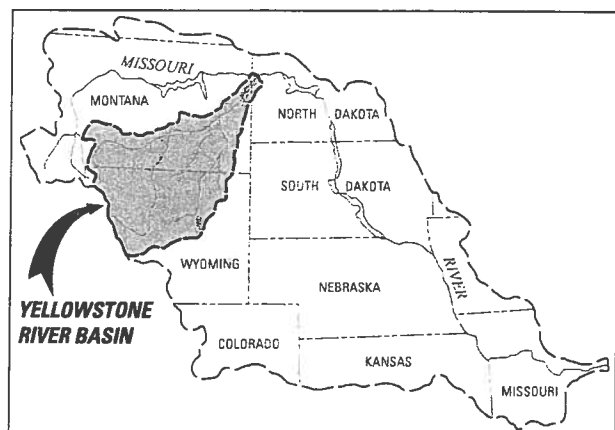 MISSOURI
MONTANA
NORTH DAKOTA
SOUTH DAKOTA
WYOMING
RIVER
NEBRASKA
YELLOWSTONE
RIVER BASIN
COLORADO
KANSAS
MISSOURI